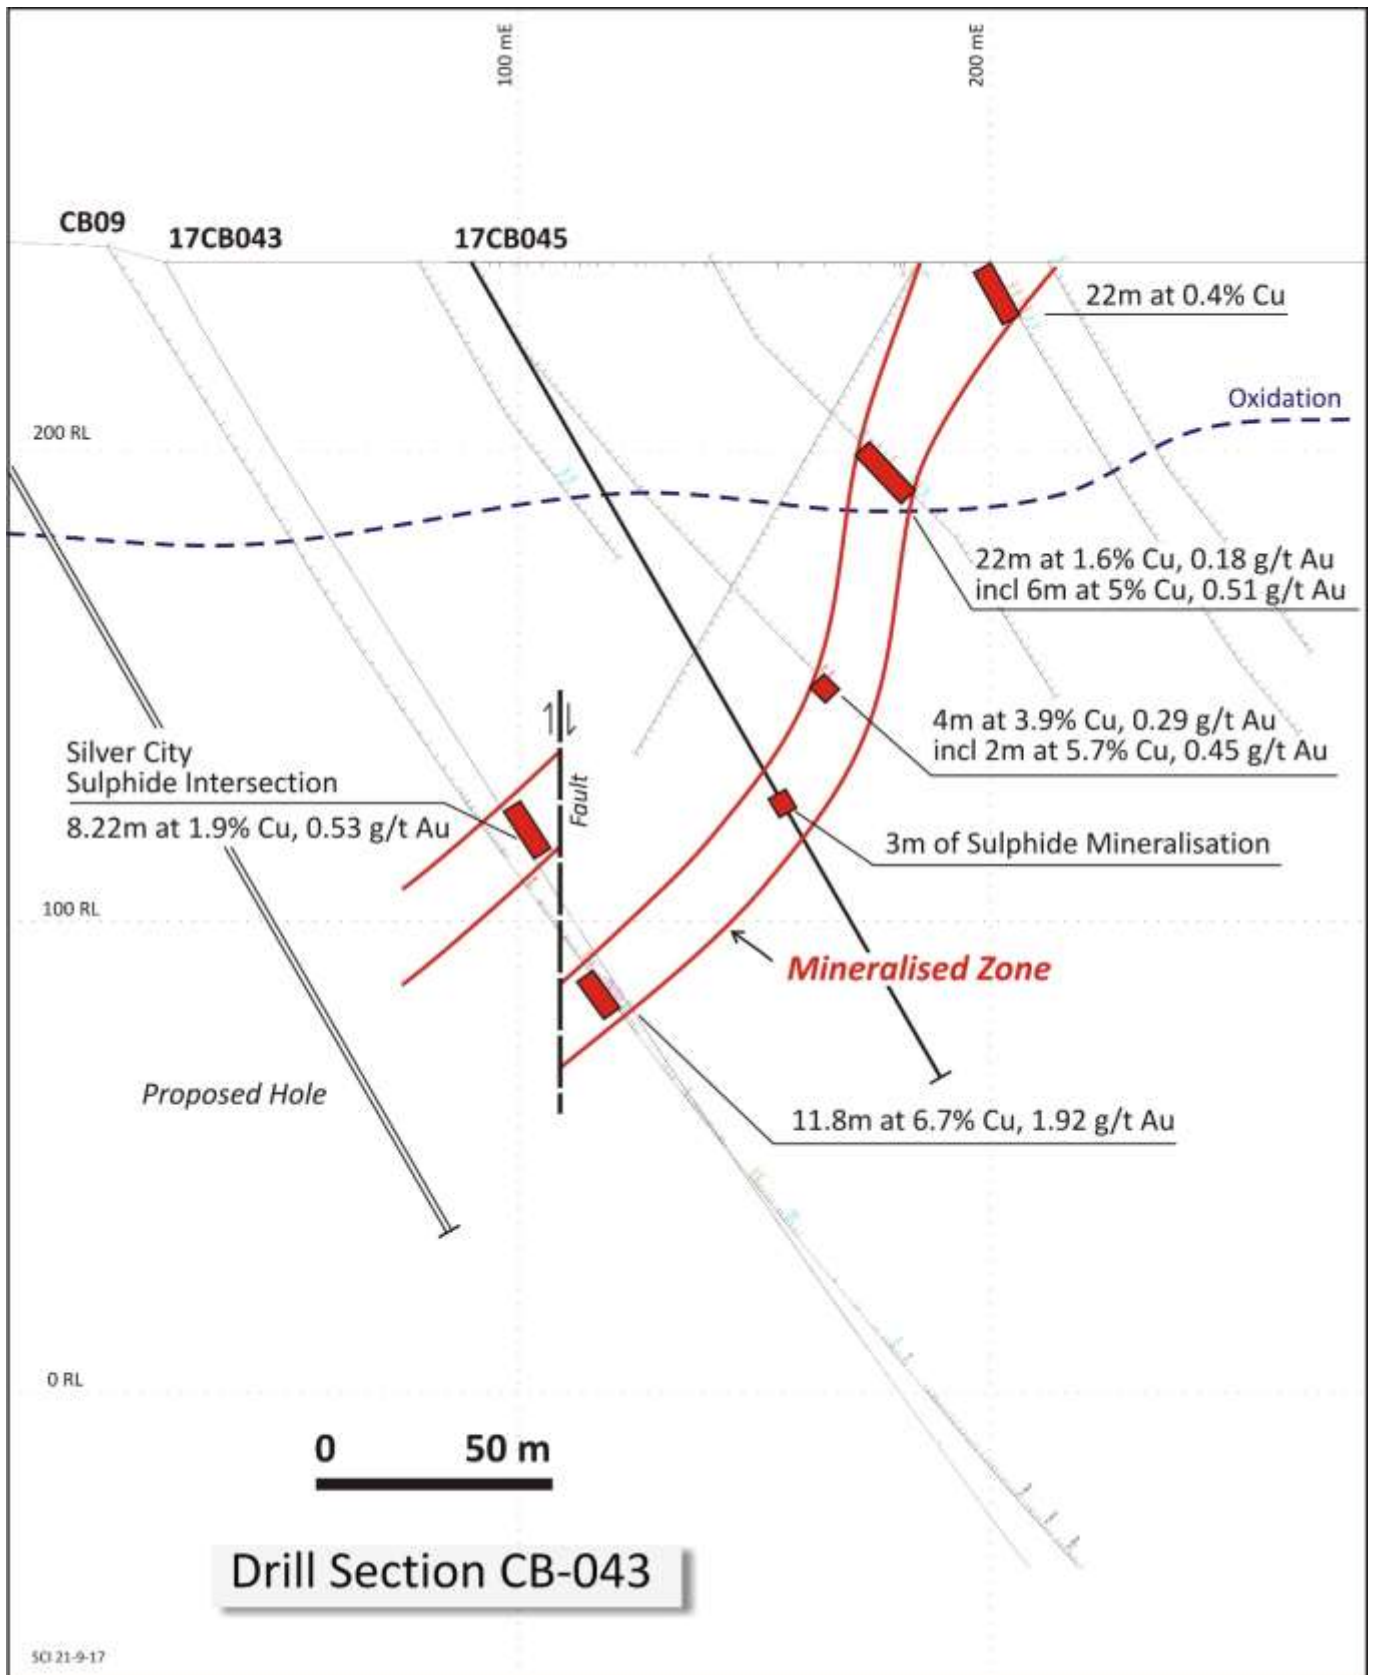 100 mE
200 mE
CB09
17CB043
17CB045
22m at 0.4% Cu
Oxidation
200 RL
22m at 1.6% Cu, 0.18 g/t Au
incl 6m at 5% Cu, 0.51 g/t Au
4m at 3.9% Cu, 0.29 g/t Au
incl 2m at 5.7% Cu, 0.45 g/t Au
Silver City
Sulphide Intersection
8.22m at 1.9% Cu, 0.53 g/t Au
Fault
3m of Sulphide Mineralisation
100 RL
Mineralised Zone
Proposed Hole
11.8m at 6.7% Cu, 1.92 g/t Au
0 RL
0 50 m
Drill Section CB-043
SCI 21-9-17